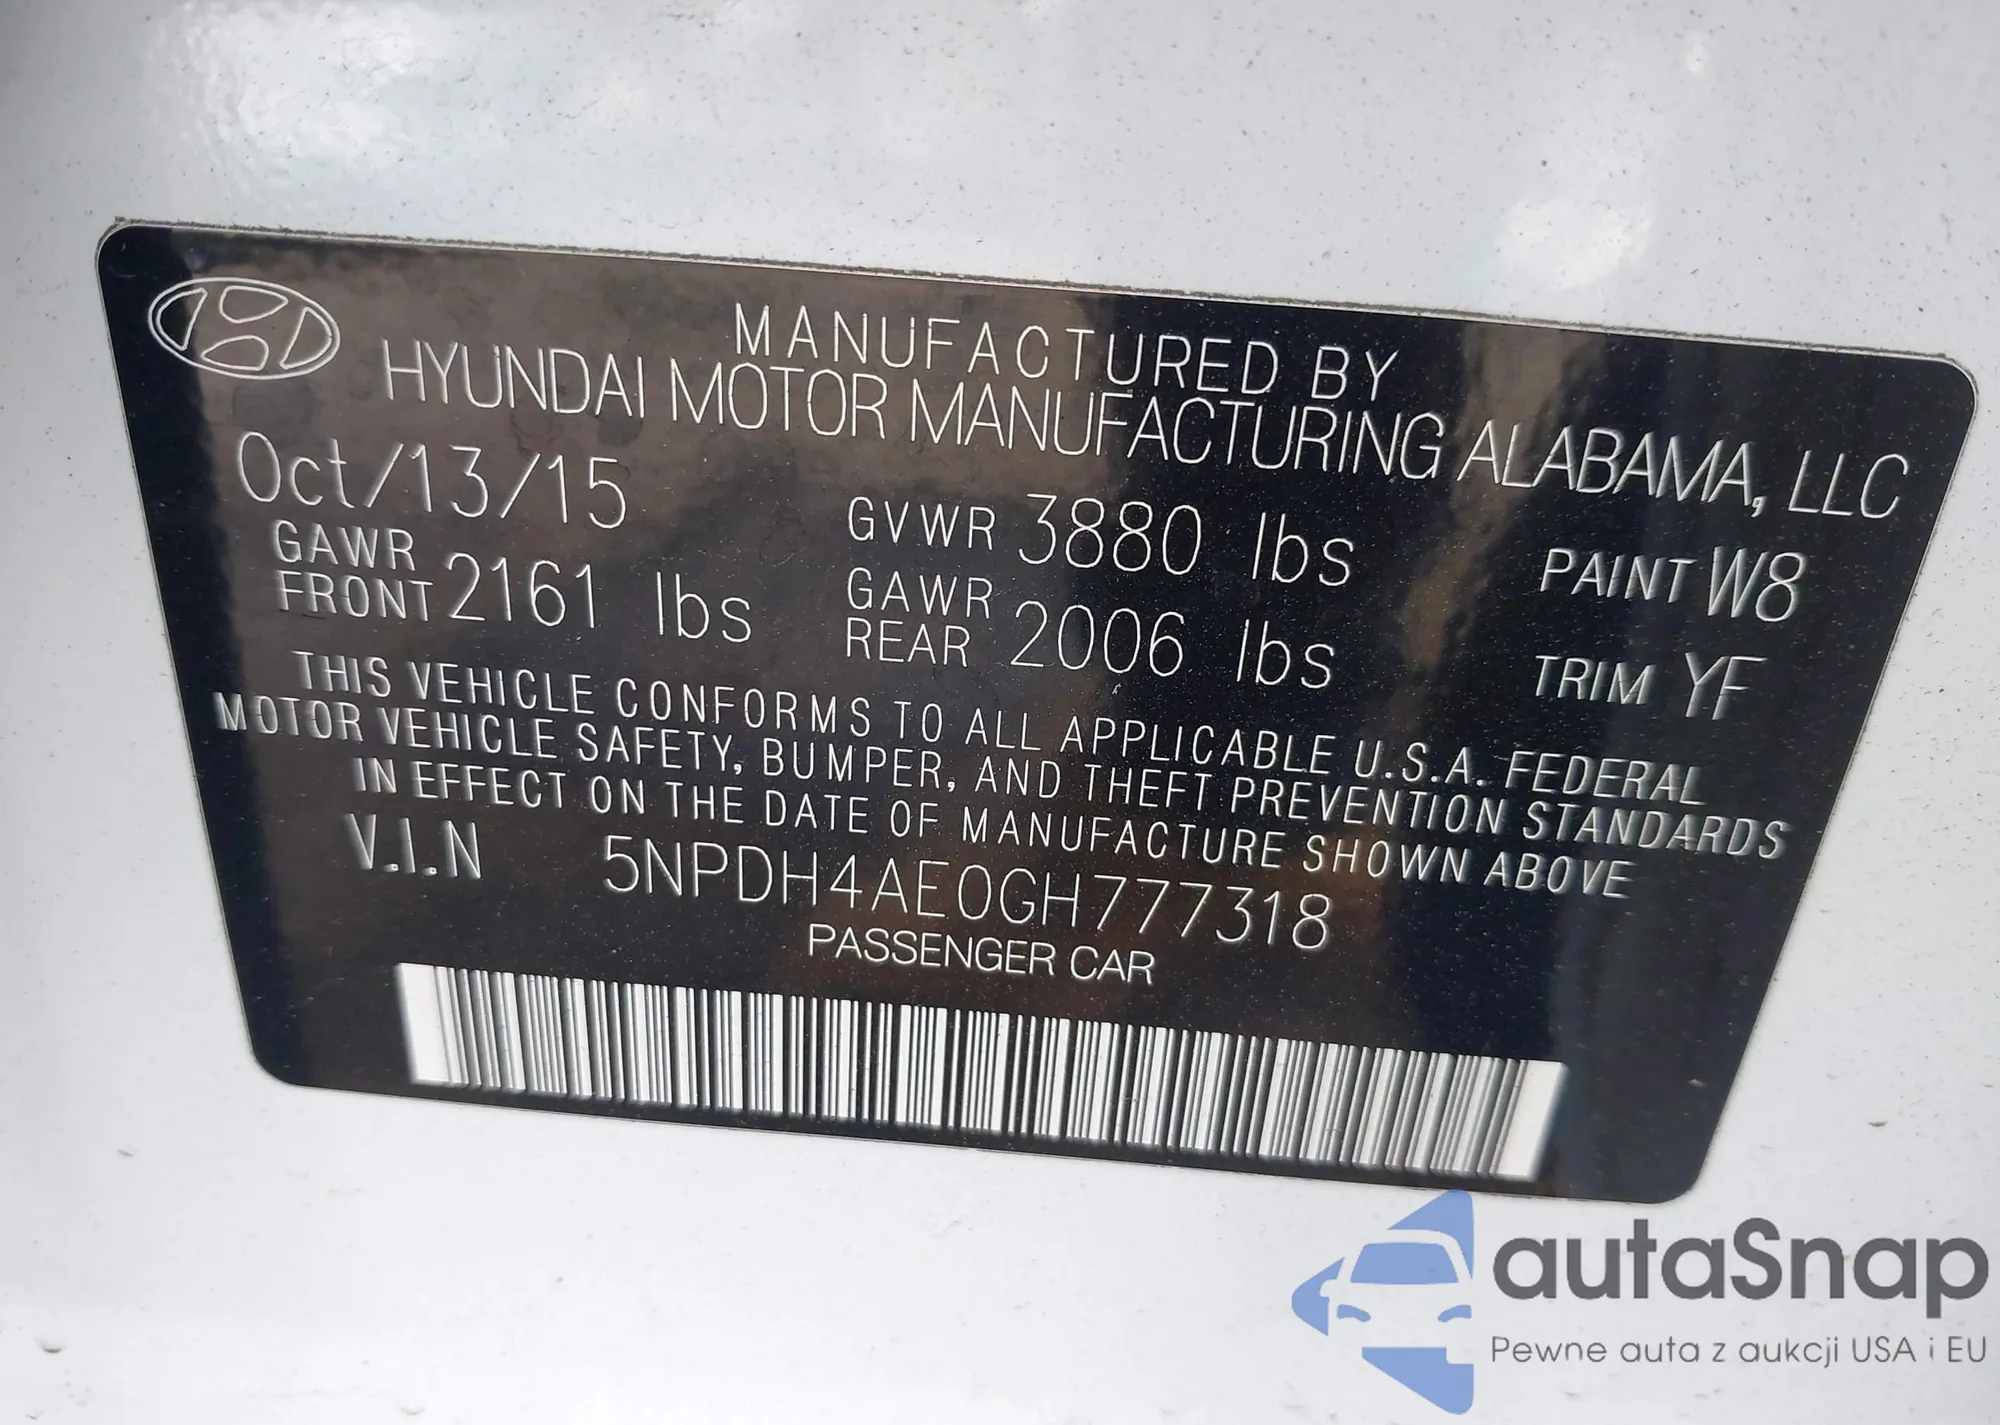 MANUFACTURED BY
HYUNDAI MOTOR MANUFACTURING ALABAMA, LLC
Oct/13/15 GVWR 3880 lbs PAINT W8
GAWR FRONT 2161 lbs GAWR REAR 2006 lbs TRIM YF
THIS VEHICLE CONFORMS TO ALL APPLICABLE U.S.A. FEDERAL
MOTOR VEHICLE SAFETY, BUMPER, AND THEFT PREVENTION STANDARDS
IN EFFECT ON THE DATE OF MANUFACTURE SHOWN ABOVE
V.I.N 5NPDH4AE0GH777318
PASSENGER CAR
autaSnap
Pewne auta z aukcji USA i EU